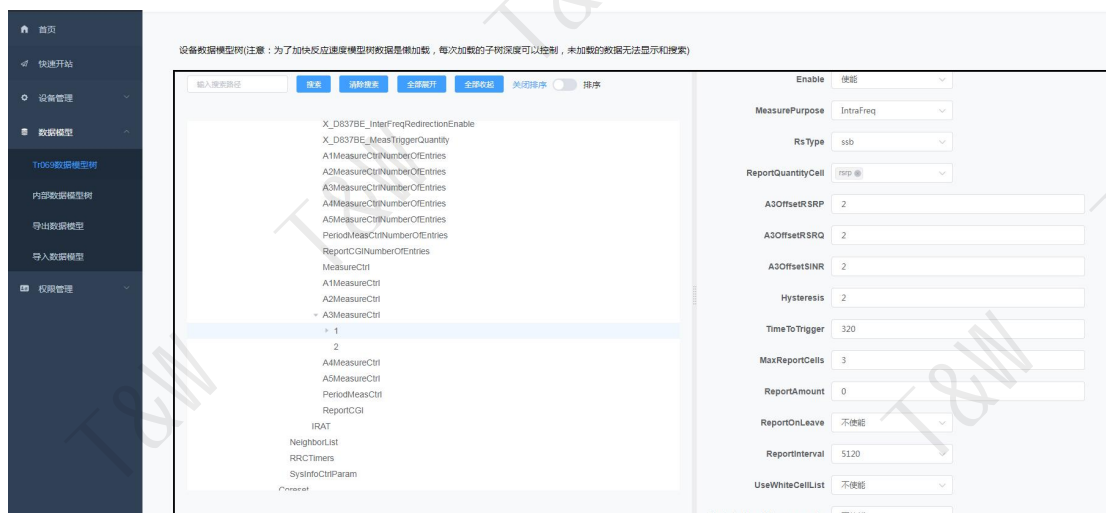 首页
快速开站
设备管理
数据模型
Tr069数据模型树
内部数据模型树
导出数据模型
导入数据模型
权限管理
设备数据模型树(注意：为了加快反应速度模型树数据是懒加载，每次加载的子树深度可以控制，未加载的数据无法显示和搜索)
输入搜索路径 搜索 清除搜索 全部展开 全部收起 关闭排序 排序
X_D837BE_InterFreqRedirectionEnable
X_D837BE_MeasTriggerQuantity
A1MeasureCtrlNumberOfEntries
A2MeasureCtrlNumberOfEntries
A3MeasureCtrlNumberOfEntries
A4MeasureCtrlNumberOfEntries
A5MeasureCtrlNumberOfEntries
PeriodMeasCtrlNumberOfEntries
ReportCGINumberOfEntries
MeasureCtrl
A1MeasureCtrl
A2MeasureCtrl
A3MeasureCtrl
1
2
A4MeasureCtrl
A5MeasureCtrl
PeriodMeasCtrl
ReportCGI
IRAT
NeighborList
RRCTimers
SysInfoCtrlParam
Coreset
Enable 使能
MeasurePurpose IntraFreq
RsType ssb
ReportQuantityCell rsrp
A3OffsetRSRP 2
A3OffsetRSRQ 2
A3OffsetSINR 2
Hysteresis 2
TimeToTrigger 320
MaxReportCells 3
ReportAmount 0
ReportOnLeave 不使能
ReportInterval 5120
UseWhiteCellList 不使能
T&W
T&W
T&W
T&W